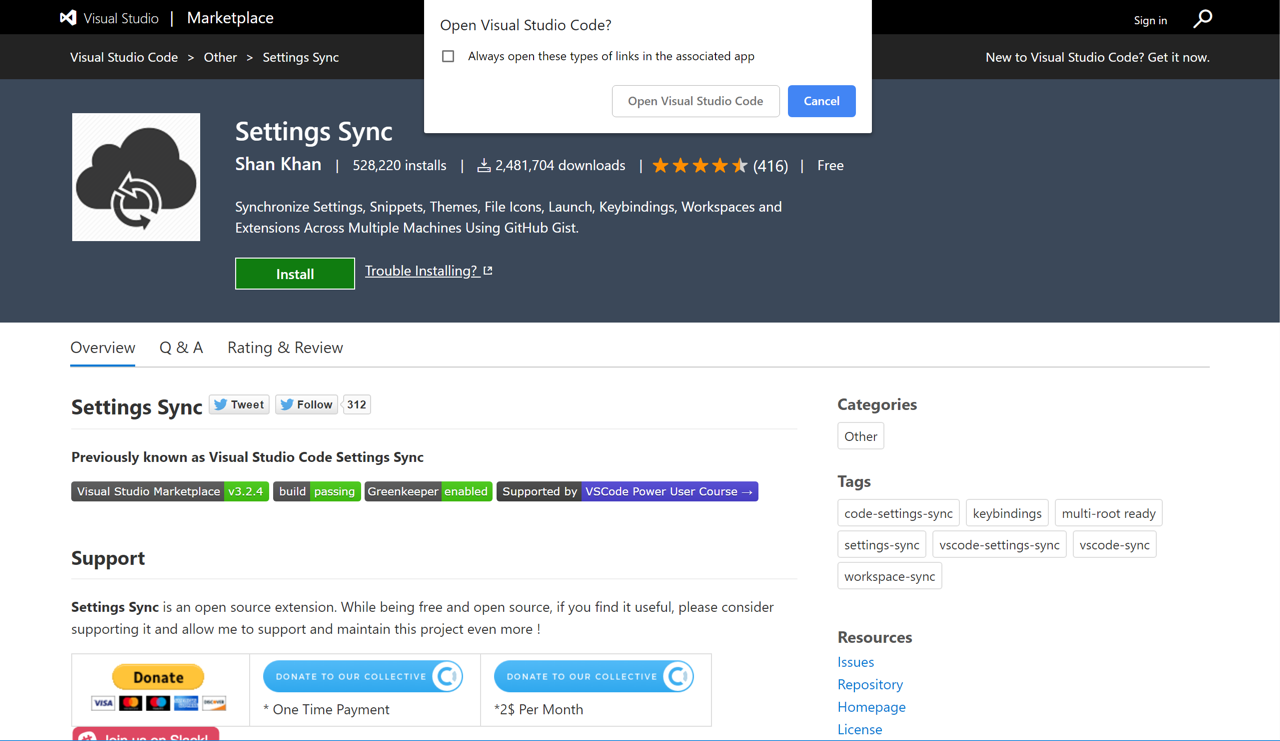 Visual Studio | Marketplace
Sign in
Open Visual Studio Code?
Always open these types of links in the associated app
Open Visual Studio Code
Cancel
Visual Studio Code > Other > Settings Sync
New to Visual Studio Code? Get it now.
Settings Sync
Shan Khan | 528,220 installs | 2,481,704 downloads | (416) | Free
Synchronize Settings, Snippets, Themes, File Icons, Launch, Keybindings, Workspaces and
Extensions Across Multiple Machines Using GitHub Gist.
Install
Trouble Installing?
Overview Q & A Rating & Review
Settings Sync Tweet Follow 312
Previously known as Visual Studio Code Settings Sync
Visual Studio Marketplace v3.2.4 build passing Greenkeeper enabled Supported by VSCode Power User Course →
Support
Settings Sync is an open source extension. While being free and open source, if you find it useful, please consider
supporting it and allow me to support and maintain this project even more !
Donate
VISA
DISCOVER
DONATE TO OUR COLLECTIVE
* One Time Payment
DONATE TO OUR COLLECTIVE
*2$ Per Month
Join us on Slack!
Categories
Other
Tags
code-settings-sync keybindings multi-root ready
settings-sync vscode-settings-sync vscode-sync
workspace-sync
Resources
Issues
Repository
Homepage
License